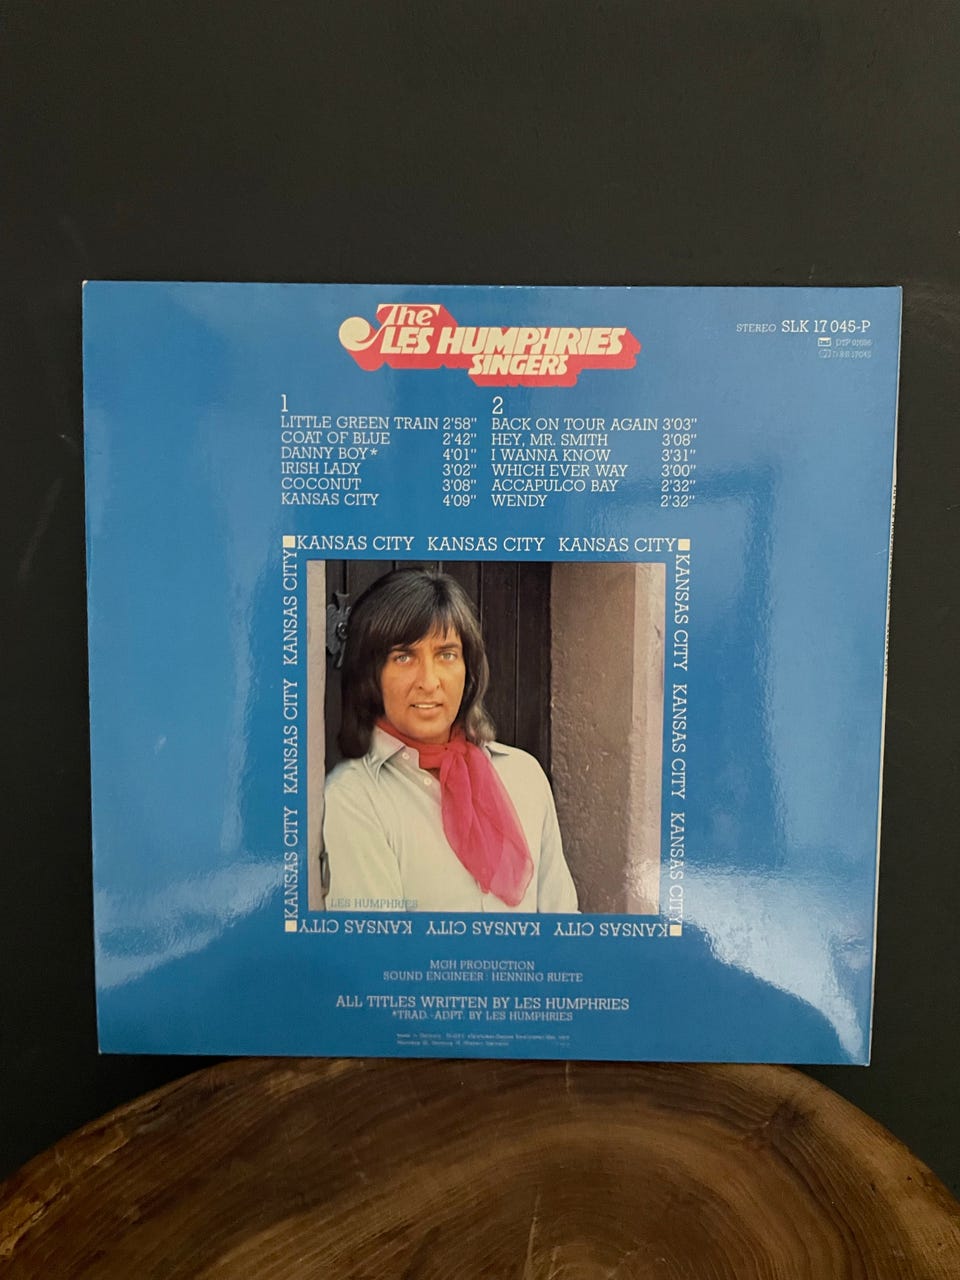 The
LES HUMPHRIES
SINGERS
STEREO SLK 17 045-P
1
LITTLE GREEN TRAIN 2'58"
COAT OF BLUE 2'42"
DANNY BOY* 4'01"
IRISH LADY 3'02"
COCONUT 3'08"
KANSAS CITY 4'09"
2
BACK ON TOUR AGAIN 3'03"
HEY, MR. SMITH 3'08"
I WANNA KNOW 3'31"
WHICH EVER WAY 3'00"
ACCAPULCO BAY 2'32"
WENDY 2'32"
KANSAS CITY KANSAS CITY KANSAS CITY
KANSAS CITY KANSAS CITY KANSAS CITY
KANSAS CITY KANSAS CITY KANSAS CITY
KANSAS CITY KANSAS CITY KANSAS CITY
LES HUMPHRIES
MGH PRODUCTION
SOUND ENGINEER: HENNING RUETE
ALL TITLES WRITTEN BY LES HUMPHRIES
*TRAD.-ADPT. BY LES HUMPHRIES